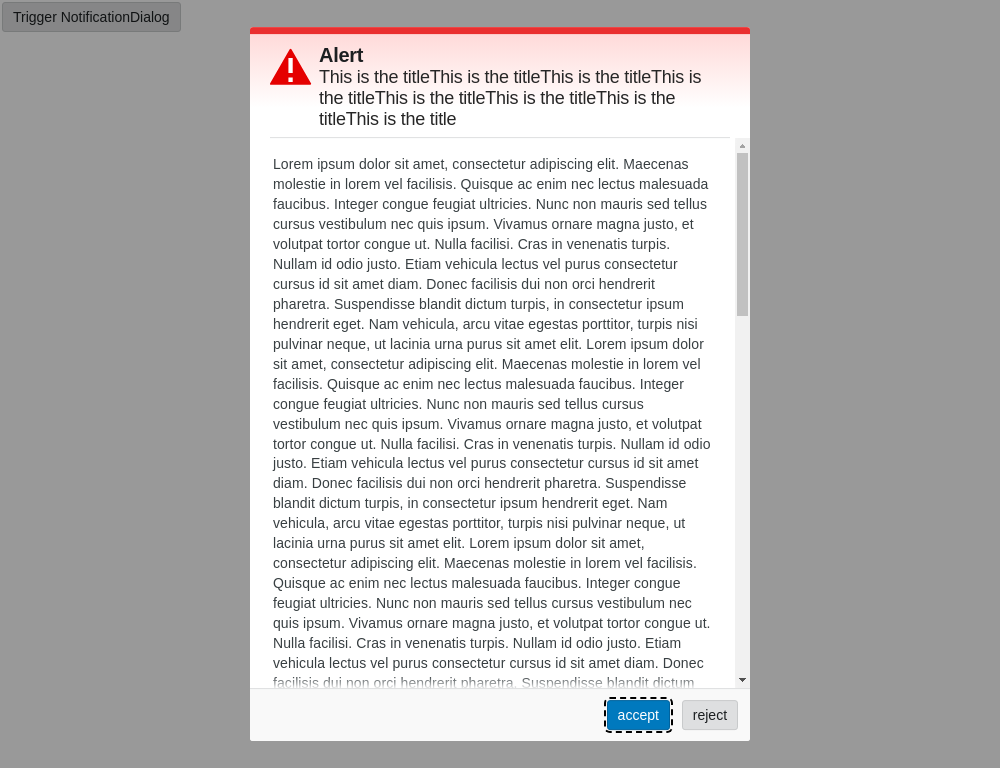 Trigger NotificationDialog
Alert
This is the titleThis is the titleThis is the titleThis is
the titleThis is the titleThis is the titleThis is the
titleThis is the title
Lorem ipsum dolor sit amet, consectetur adipiscing elit. Maecenas
molestie in lorem vel facilisis. Quisque ac enim nec lectus malesuada
faucibus. Integer congue feugiat ultricies. Nunc non mauris sed tellus
cursus vestibulum nec quis ipsum. Vivamus ornare magna justo, et
volutpat tortor congue ut. Nulla facilisi. Cras in venenatis turpis.
Nullam id odio justo. Etiam vehicula lectus vel purus consectetur
cursus id sit amet diam. Donec facilisis dui non orci hendrerit
pharetra. Suspendisse blandit dictum turpis, in consectetur ipsum
hendrerit eget. Nam vehicula, arcu vitae egestas porttitor, turpis nisi
pulvinar neque, ut lacinia urna purus sit amet elit. Lorem ipsum dolor
sit amet, consectetur adipiscing elit. Maecenas molestie in lorem vel
facilisis. Quisque ac enim nec lectus malesuada faucibus. Integer
congue feugiat ultricies. Nunc non mauris sed tellus cursus
vestibulum nec quis ipsum. Vivamus ornare magna justo, et volutpat
tortor congue ut. Nulla facilisi. Cras in venenatis turpis. Nullam id odio
justo. Etiam vehicula lectus vel purus consectetur cursus id sit amet
diam. Donec facilisis dui non orci hendrerit pharetra. Suspendisse
blandit dictum turpis, in consectetur ipsum hendrerit eget. Nam
vehicula, arcu vitae egestas porttitor, turpis nisi pulvinar neque, ut
lacinia urna purus sit amet elit. Lorem ipsum dolor sit amet,
consectetur adipiscing elit. Maecenas molestie in lorem vel facilisis.
Quisque ac enim nec lectus malesuada faucibus. Integer congue
feugiat ultricies. Nunc non mauris sed tellus cursus vestibulum nec
quis ipsum. Vivamus ornare magna justo, et volutpat tortor congue ut.
Nulla facilisi. Cras in venenatis turpis. Nullam id odio justo. Etiam
vehicula lectus vel purus consectetur cursus id sit amet diam. Donec
facilisis dui non orci hendrerit pharetra. Suspendisse blandit dictum
accept
reject